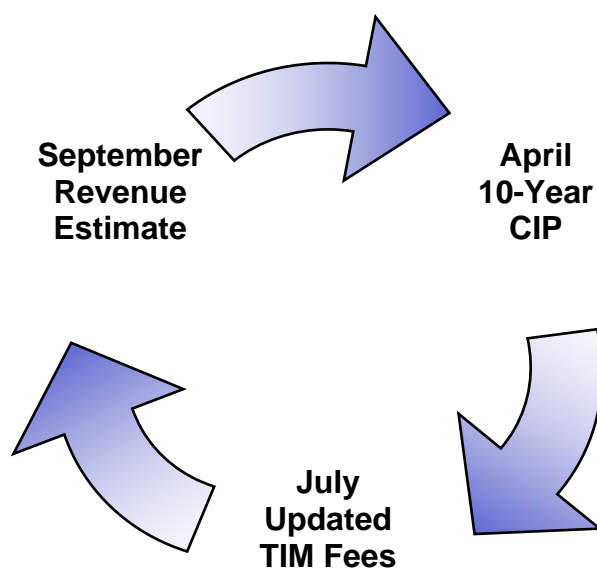 September
Revenue
Estimate
April
10-Year
CIP
July
Updated
TIM Fees